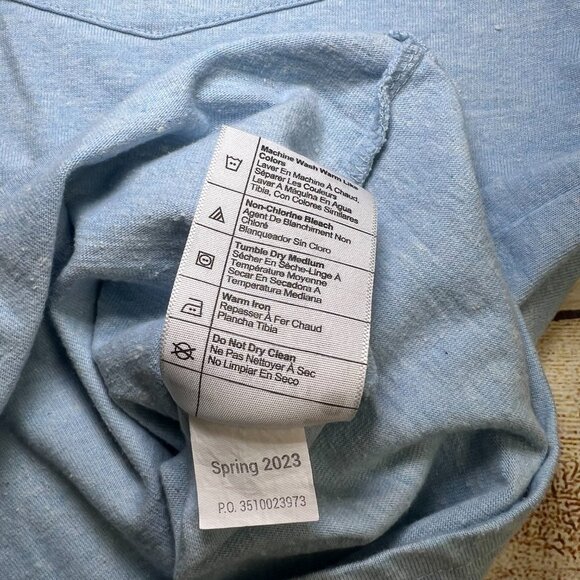 Machine Wash Warm Like
Colors
Laver En Machine À Chaud,
Séparer Les Couleurs
Lavar A Máquina En Agua
Tibia, Con Colores Similares
Non-Chlorine Bleach
Agent De Blanchiment Non
Chloré
Blanqueador Sin Cloro
Tumble Dry Medium
Sécher En Sèche-Linge À
Température Moyenne
Secar En Secadora A
Temperatura Mediana
Warm Iron
Repasser À Fer Chaud
Plancha Tibia
Do Not Dry Clean
Ne Pas Nettoyer À Sec
No Limpiar En Seco
Spring 2023
P.O. 3510023973